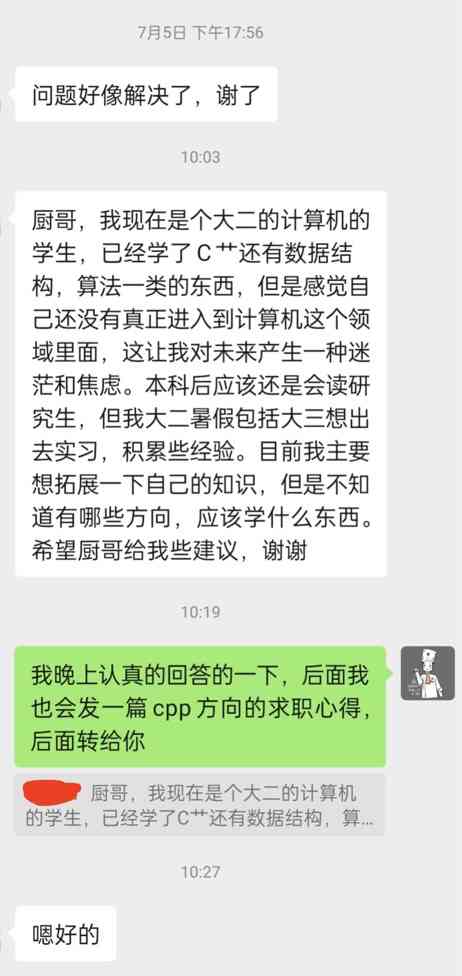 7月5日 下午17:56
问题好像解决了，谢了
10:03
厨哥，我现在是个大二的计算机的
学生，已经学了C艹还有数据结
构，算法一类的东西，但是感觉自
己还没有真正进入到计算机这个领
域里面，这让我对未来产生一种迷
茫和焦虑。本科后应该还是会读研
究生，但我大二暑假包括大三想出
去实习，积累些经验。目前我主要
想拓展一下自己的知识，但是不知
道有哪些方向，应该学什么东西。
希望厨哥给我些建议，谢谢
10:19
我晚上认真的回答的一下，后面我
也会发一篇 cpp 方向的求职心得，
后面转给你
厨哥，我现在是个大二的计算机
的学生，已经学了C艹还有数据结构，算...
10:27
嗯好的